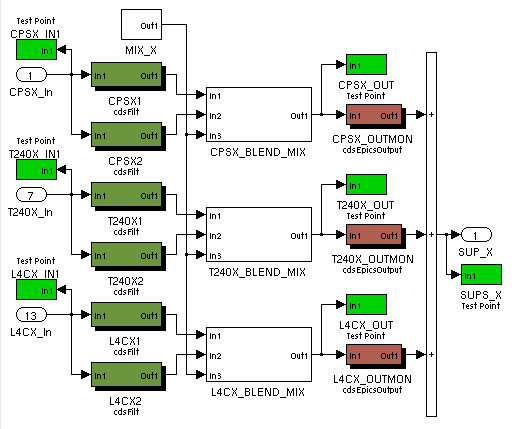 Test Point
CPSX_IN1
In1
1
CPSX_In
Out1
MIX_X
In1 Out1
CPSX1
cdsFilt
In1 Out1
CPSX2
cdsFilt
In1
In2
In3
Out1
CPSX_BLEND_MIX
In1
CPSX_OUT
Test Point
In1 Out1
CPSX_OUTMON
cdsEpicsOutput
+
Test Point
T240X_IN1
In1
7
T240X_In
In1 Out1
T240X1
cdsFilt
In1 Out1
T240X2
cdsFilt
In1
In2
In3
Out1
T240X_BLEND_MIX
In1
T240X_OUT
Test Point
In1 Out1
T240X_OUTMON
cdsEpicsOutput
+
1
SUP_X
In1
SUPS_X
Test Point
Test Point
L4CX_IN1
In1
13
L4CX_In
In1 Out1
L4CX1
cdsFilt
In1 Out1
L4CX2
cdsFilt
In1
In2
In3
Out1
L4CX_BLEND_MIX
In1
L4CX_OUT
Test Point
In1 Out1
L4CX_OUTMON
cdsEpicsOutput
+